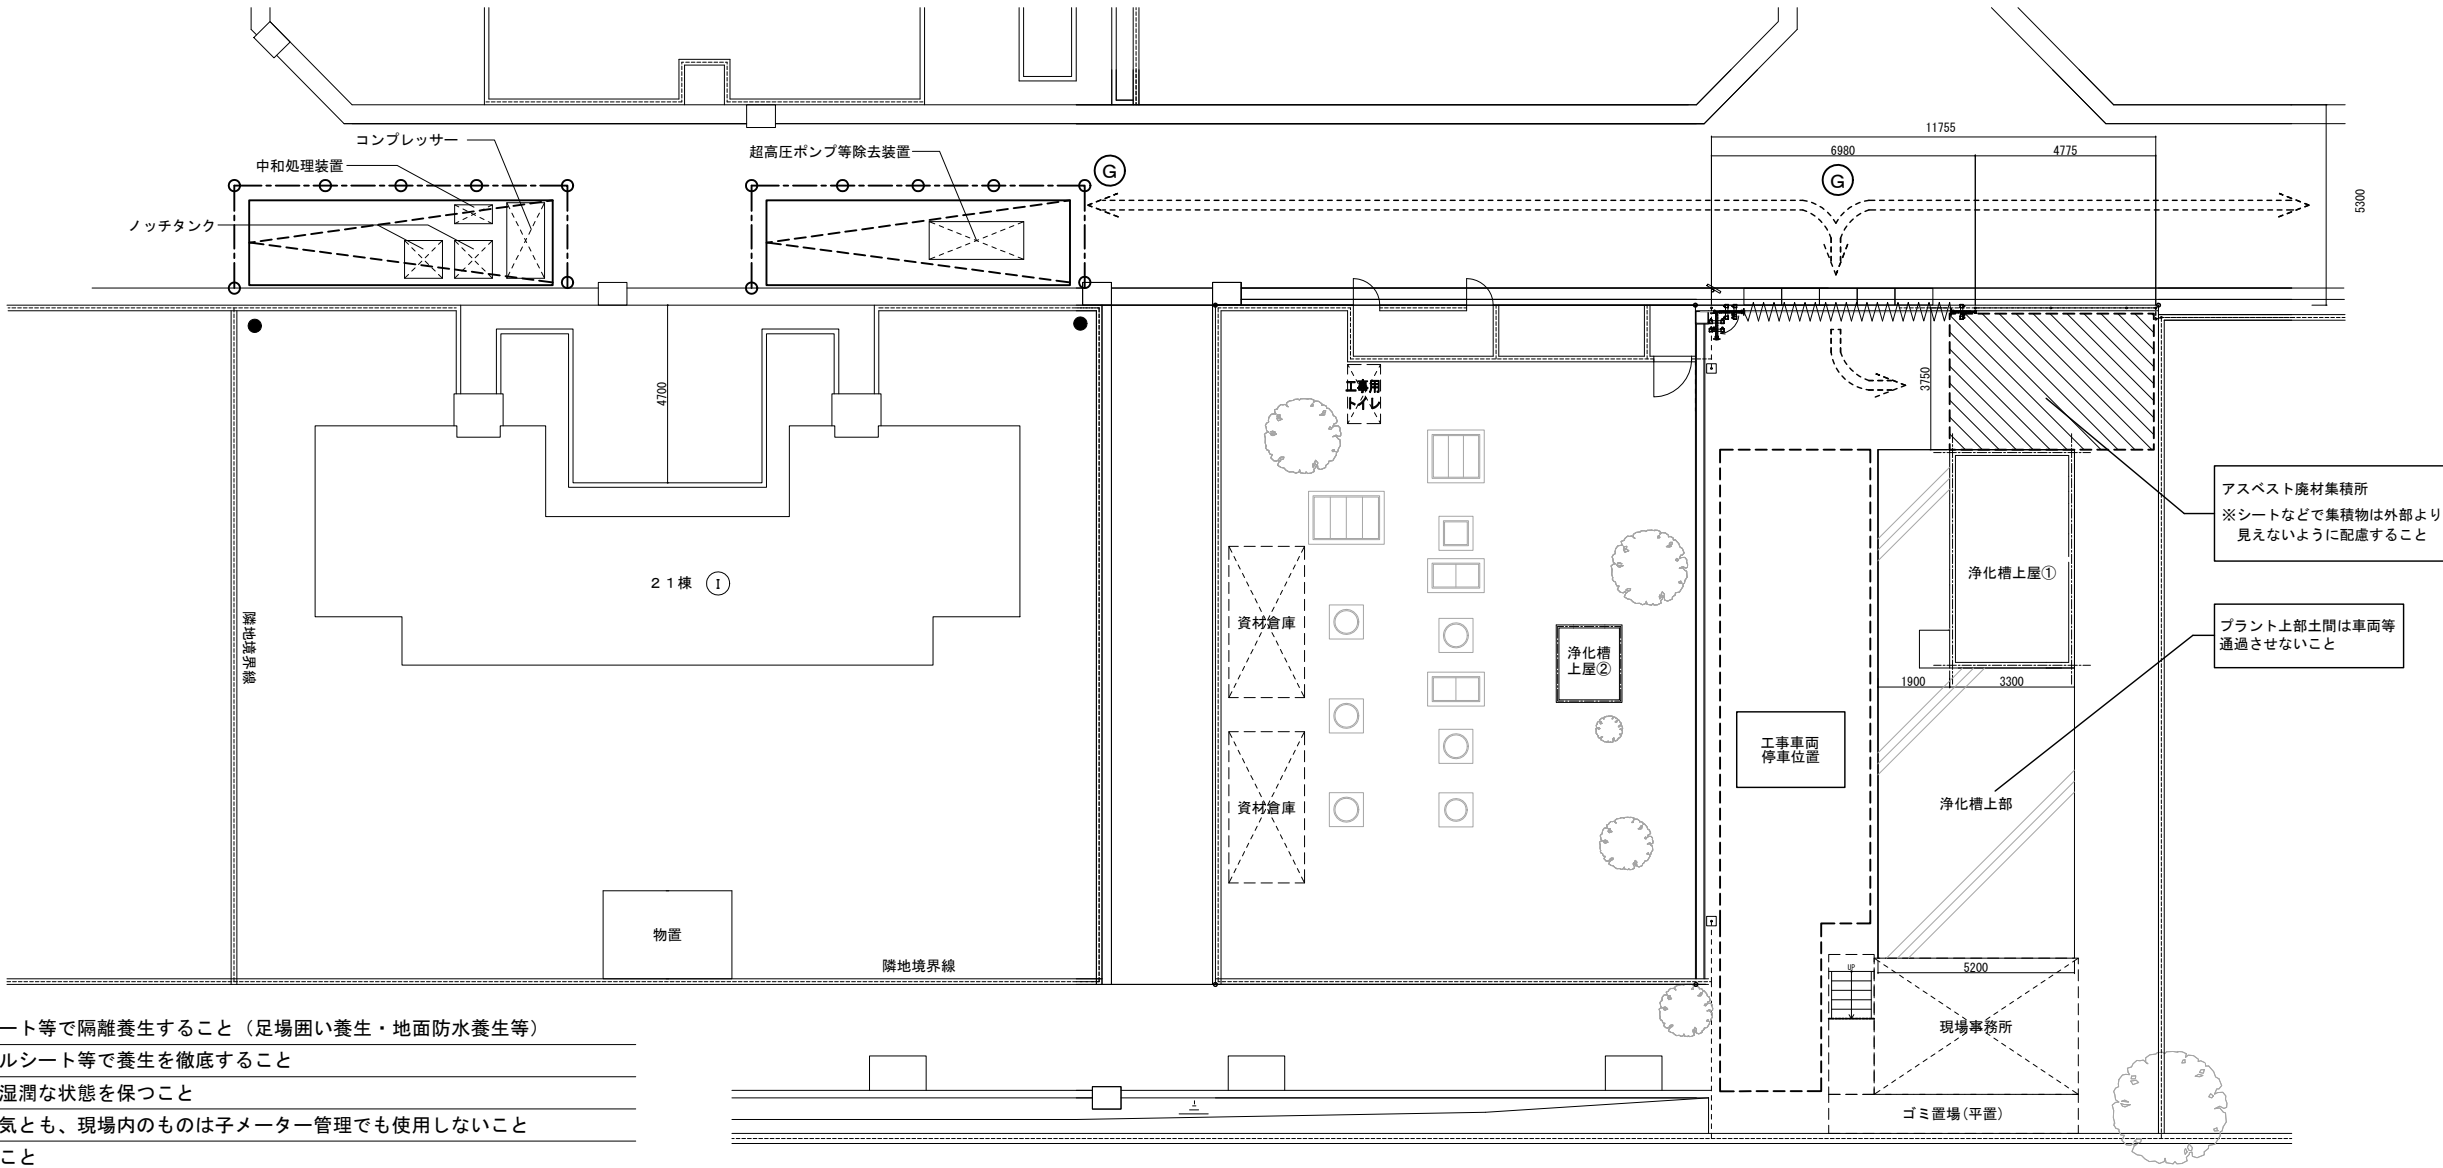 11755
コンプレッサー
超高圧ポンプ等除去装置
6980
4775
中和処理装置
G
G
5300
ノッチタンク
4700
3750
工事用
トイレ
アスベスト廃材集積所
※シートなどで集積物は外部より
見えないように配慮すること
浄化槽上屋①
21棟 I
資材倉庫
プラント上部土間は車両等
通過させないこと
隣地境界線
浄化槽
上屋②
1900
3300
工事車両
停車位置
資材倉庫
浄化槽上部
物置
隣地境界線
UP
5200
ート等で隔離養生すること（足場囲い養生・地面防水養生等）
現場事務所
ルシート等で養生を徹底すること
湿潤な状態を保つこと
気とも、現場内のものは子メーター管理でも使用しないこと
ゴミ置場(平置)
こと